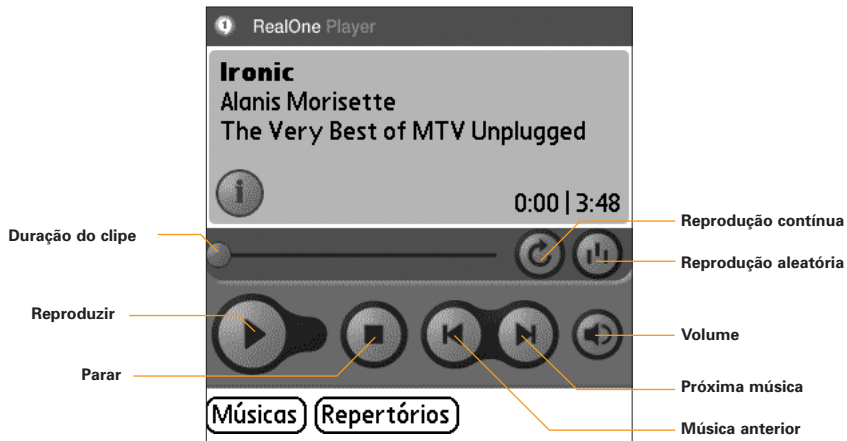 RealOne Player
Ironic
Alanis Morisette
The Very Best of MTV Unplugged
0:00 | 3:48
Duração do clipe
Reprodução contínua
Reprodução aleatória
Reproduzir
Volume
Parar
Próxima música
Músicas
Repertórios
Música anterior